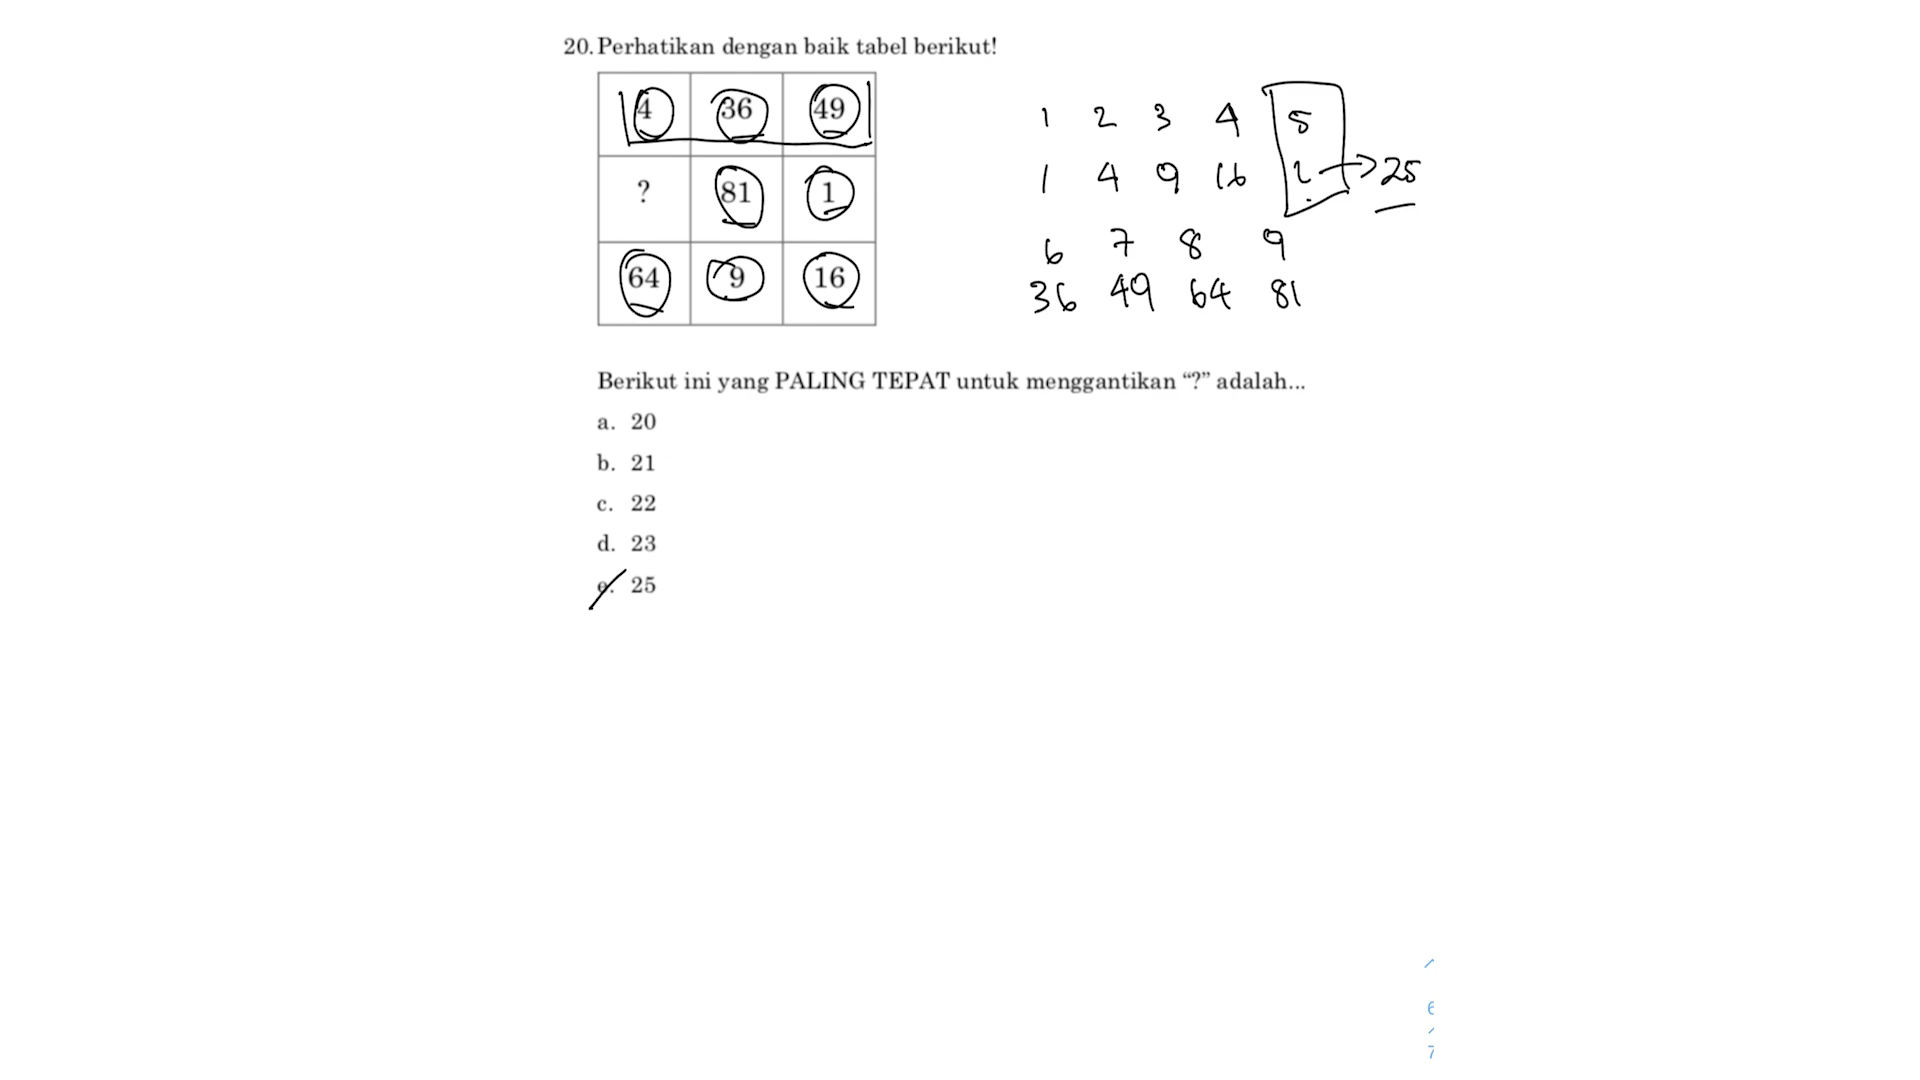 20. Perhatikan dengan baik tabel berikut!
4 36 49
? 81 1
64 9 16
1 2 3 4 5
1 4 9 16 ? → 25
6 7 8 9
36 49 64 81
Berikut ini yang PALING TEPAT untuk menggantikan “?” adalah...
a. 20
b. 21
c. 22
d. 23
e. 25
6
7